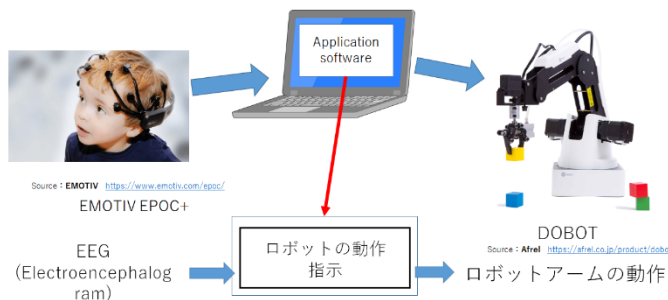 Application
software
Source : EMOTIV https://www.emotiv.com/epoc/
EMOTIV EPOC+
DOBOT
Source : Afrel https://afrel.co.jp/product/dobo
EEG
(Electroencephalog
ram)
ロボットの動作
指示
ロボットアームの動作